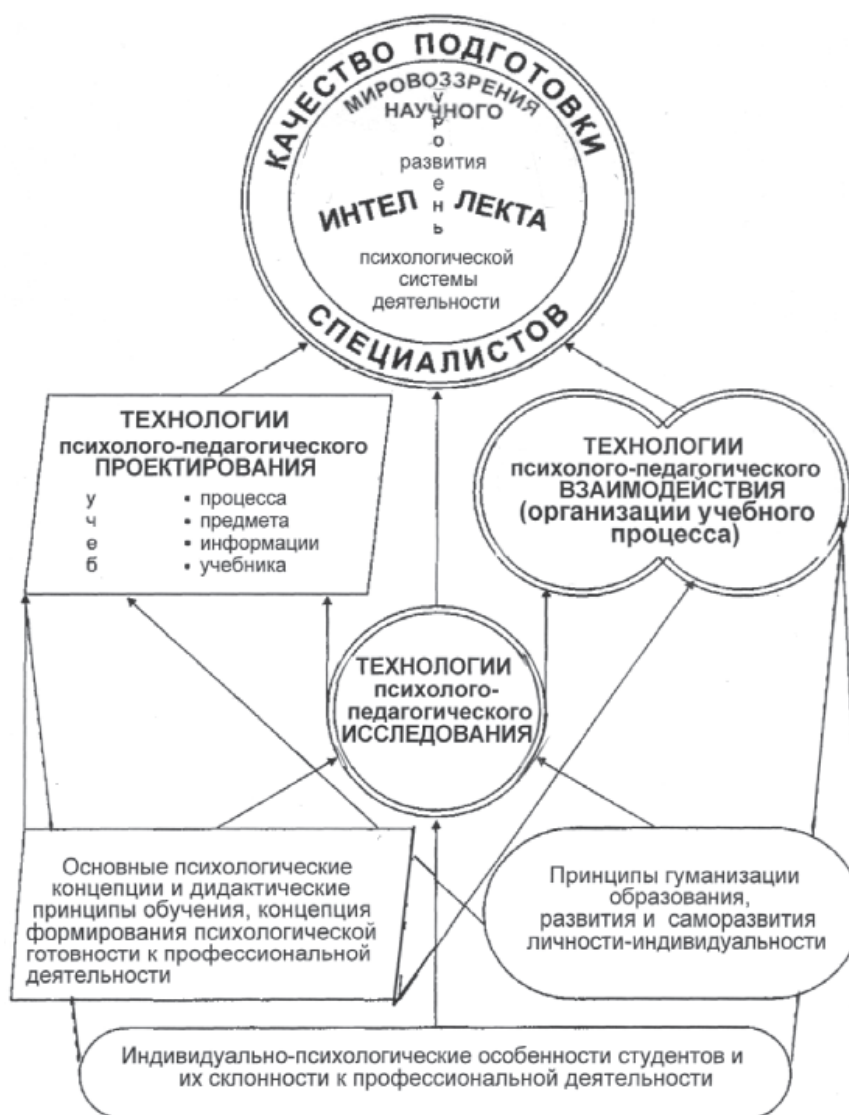 КАЧЕСТВО ПОДГОТОВКИ
МИРОВОЗЗРЕНИЯ
НАУЧНОГО
уровень
развития
ИНТЕЛ ЛЕКТА
психологической
системы
деятельности
СПЕЦИАЛИСТОВ
ТЕХНОЛОГИИ
психолого-педагогического
ПРОЕКТИРОВАНИЯ
у • процесса
ч • предмета
е • информации
б • учебника
ТЕХНОЛОГИИ
психолого-педагогического
ВЗАИМОДЕЙСТВИЯ
(организации учебного
процесса)
ТЕХНОЛОГИИ
психолого-
педагогического
ИССЛЕДОВАНИЯ
Основные психологические
концепции и дидактические
принципы обучения, концепция
формирования психологической
готовности к профессиональной
деятельности
Принципы гуманизации
образования,
развития и саморазвития
личности-индивидуальности
Индивидуально-психологические особенности студентов и
их склонности к профессиональной деятельности